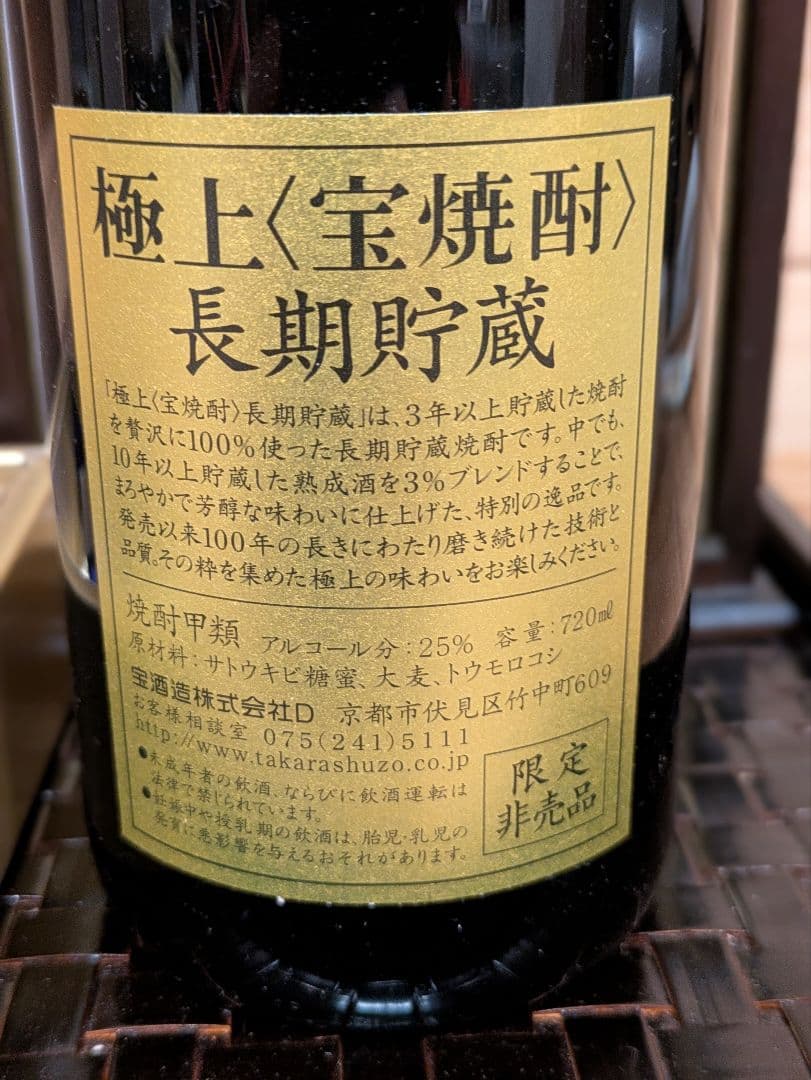 極上〈宝焼酎〉
長期貯蔵
「極上〈宝焼酎〉長期貯蔵」は、3年以上貯蔵した焼酎
を贅沢に100%使った長期貯蔵焼酎です。中でも、
10年以上貯蔵した熟成酒を3%ブレンドすることで、
まろやかで芳醇な味わいに仕上げた、特別の逸品です。
発売以来100年の長きにわたり磨き続けた技術と
品質。その粋を集めた極上の味わいをお楽しみください。
焼酎甲類 アルコール分:25% 容量:720㎖
原材料:サトウキビ糖蜜、大麦、トウモロコシ
宝酒造株式会社D 京都市伏見区竹中町609
お客様相談室 075(241)5111
http://www.takarashuzo.co.jp
●未成年者の飲酒、ならびに飲酒運転は
法律で禁じられています。
●妊娠中や授乳期の飲酒は、胎児・乳児の
発育に悪影響を与えるおそれがあります。
限定
非売品